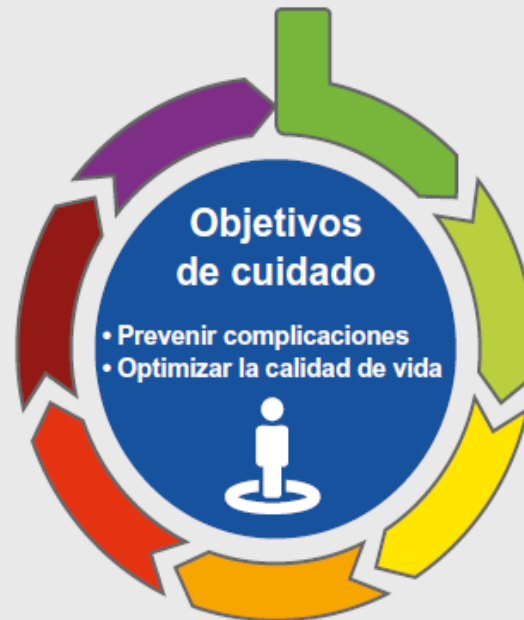 Objetivos
de cuidado
• Prevenir complicaciones
• Optimizar la calidad de vida